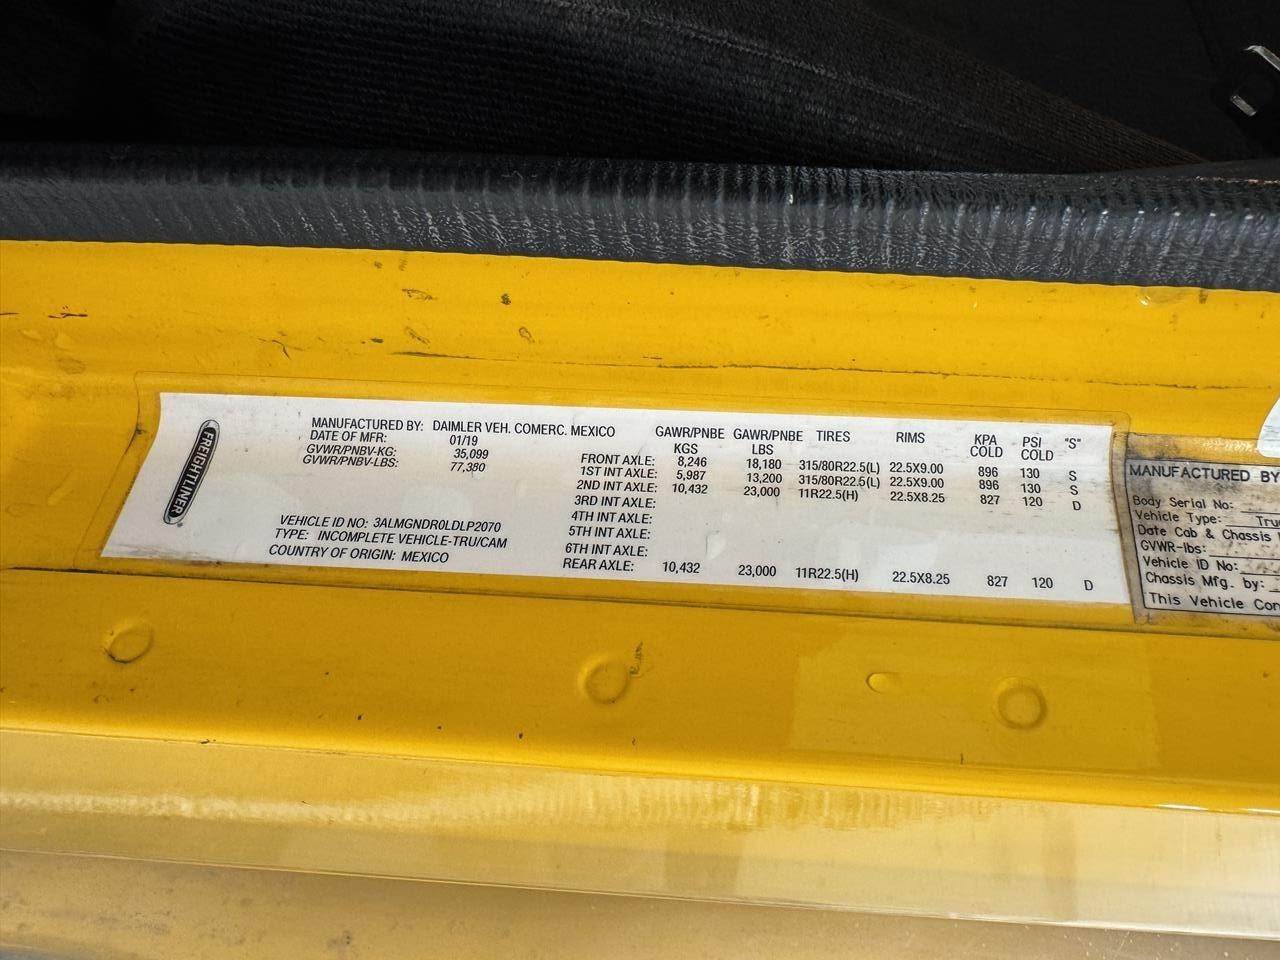 FREIGHTLINER
MANUFACTURED BY: DAIMLER VEH. COMERC. MEXICO
DATE OF MFR: 01/19
GVWR/PNBV-KG: 35,099
GVWR/PNBV-LBS: 77,380
VEHICLE ID NO: 3ALMGNDR0LDLP2070
TYPE: INCOMPLETE VEHICLE-TRU/CAM
COUNTRY OF ORIGIN: MEXICO
GAWR/PNBE GAWR/PNBE TIRES RIMS KPA PSI "S"
KGS LBS COLD COLD
FRONT AXLE: 8,246 18,180 315/80R22.5(L) 22.5X9.00 896 130 S
1ST INT AXLE: 5,987 13,200 315/80R22.5(L) 22.5X9.00 896 130 S
2ND INT AXLE: 10,432 23,000 11R22.5(H) 22.5X8.25 827 120 D
3RD INT AXLE:
4TH INT AXLE:
5TH INT AXLE:
6TH INT AXLE:
REAR AXLE: 10,432 23,000 11R22.5(H) 22.5X8.25 827 120 D
MANUFACTURED BY
Body Serial No:
Vehicle Type: Tru
Date Cab & Chassis
GVWR-lbs:
Vehicle ID No:
Chassis Mfg. by:
This Vehicle Con